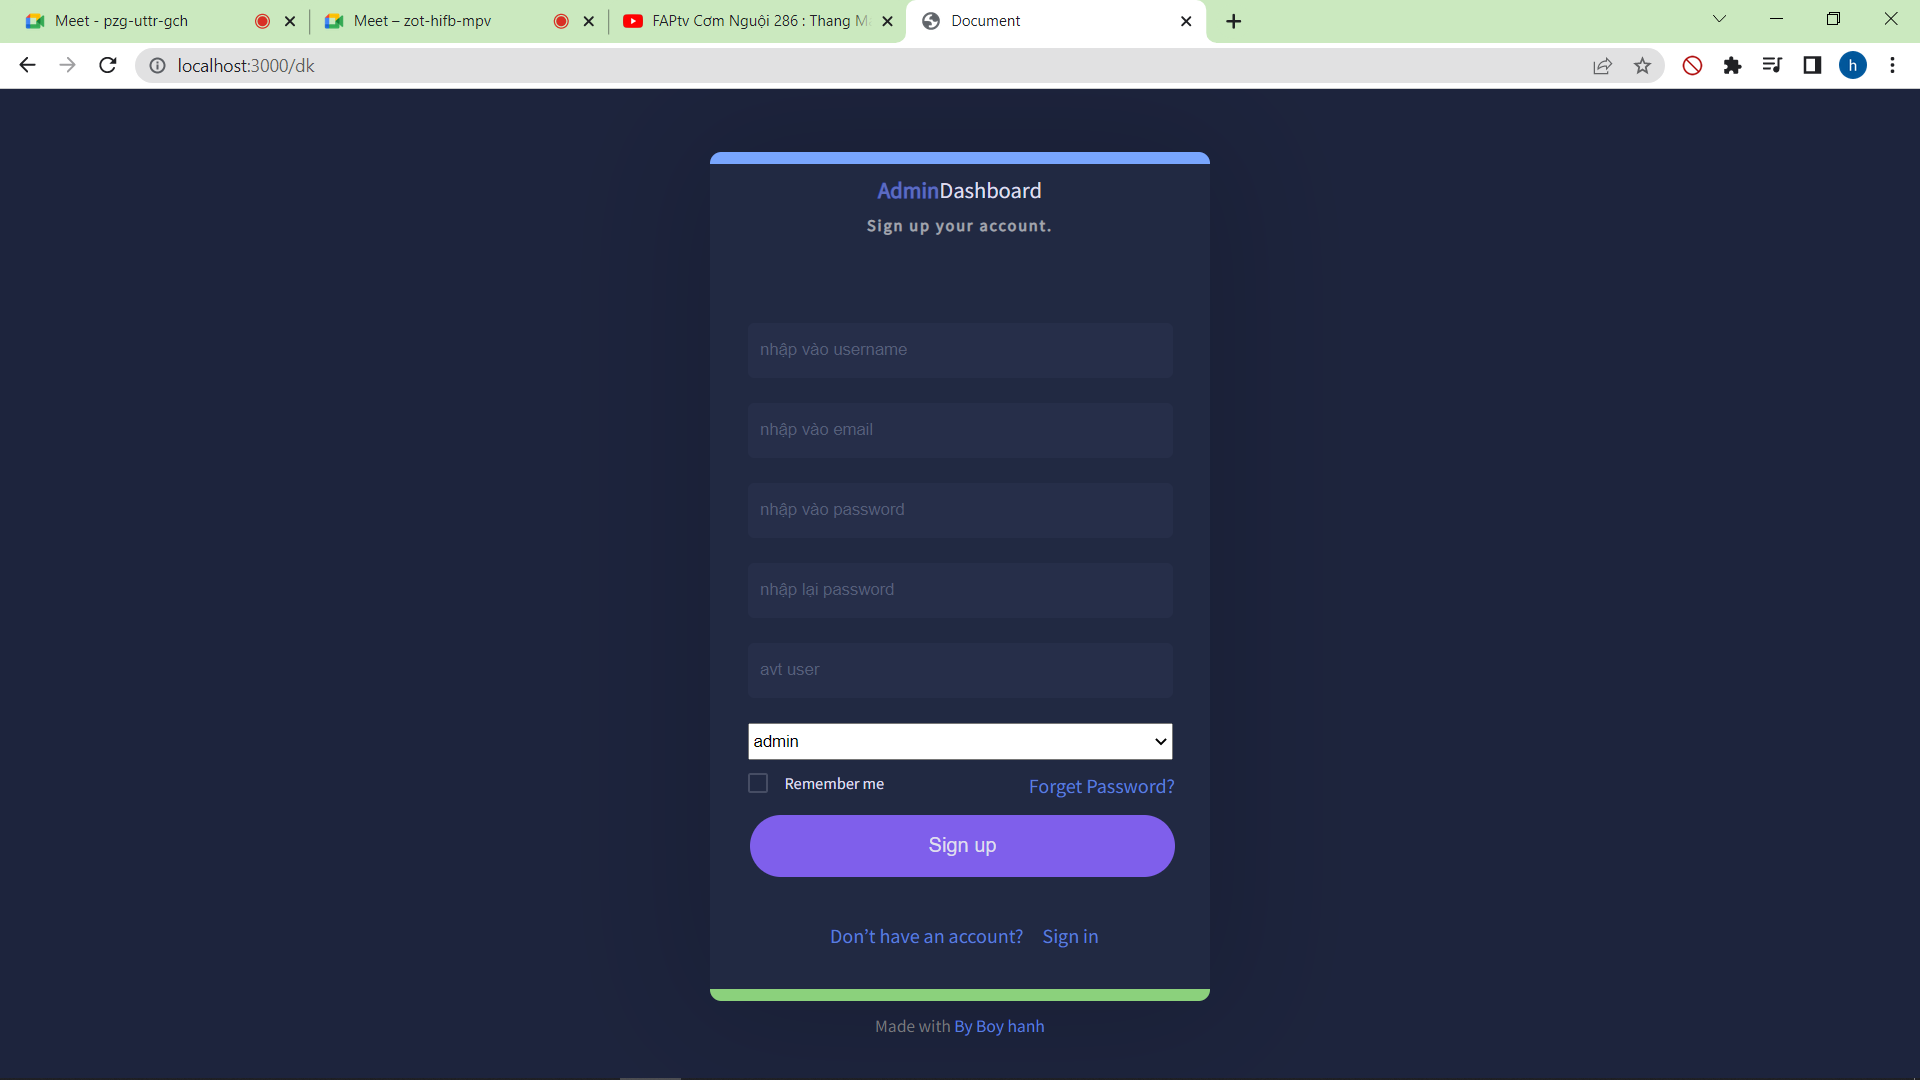 Meet - pzg-uttr-gch
Meet – zot-hifb-mpv
FAPtv Cơm Nguội 286 : Thang M
Document
localhost:3000/dk
h
AdminDashboard
Sign up your account.
nhập vào username
nhập vào email
nhập vào password
nhập lại password
avt user
admin
Remember me
Forget Password?
Sign up
Don’t have an account? Sign in
Made with By Boy hanh